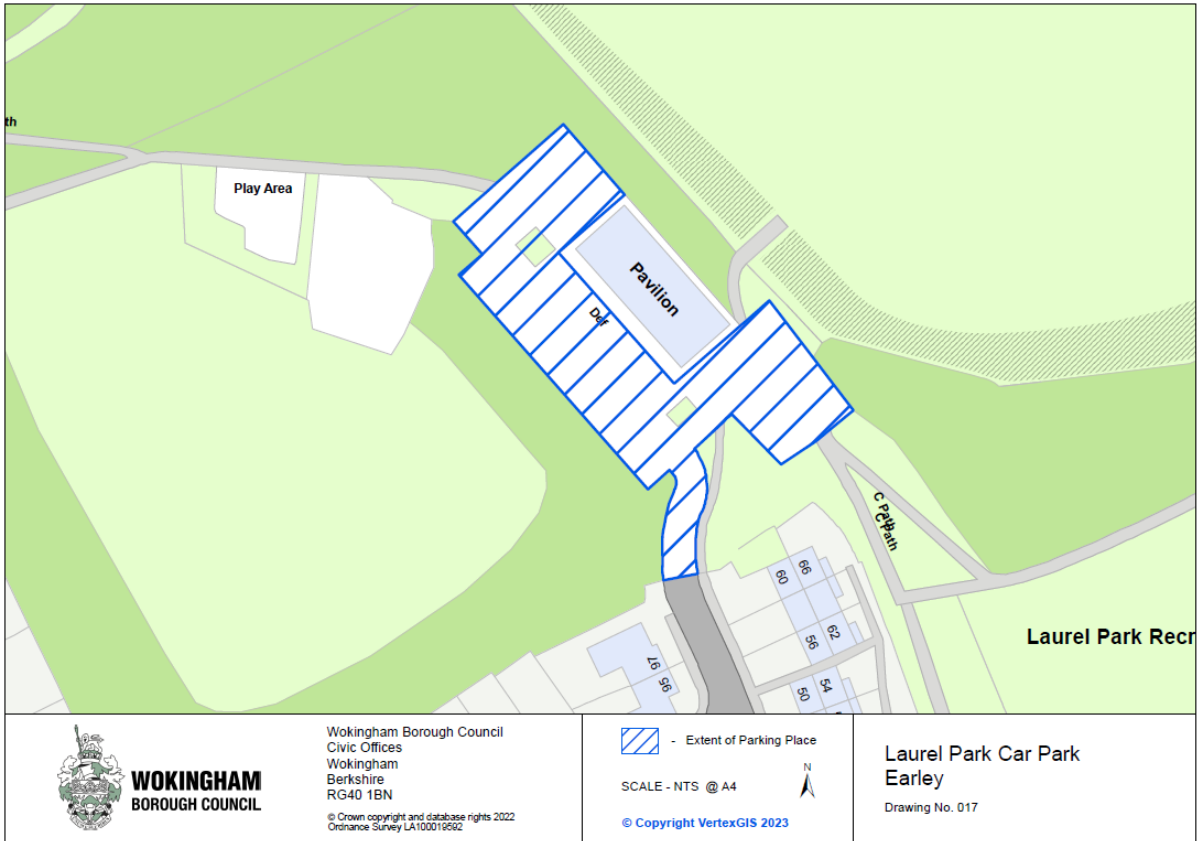 th
Play Area
Pavilion
Def
C Path
C Path
60
66
56
62
50
54
97
95
Laurel Park Recr
WOKINGHAM
BOROUGH COUNCIL
Wokingham Borough Council
Civic Offices
Wokingham
Berkshire
RG40 1BN
© Crown copyright and database rights 2022
Ordnance Survey LA100019592
- Extent of Parking Place
SCALE - NTS @ A4
N
© Copyright VertexGIS 2023
Laurel Park Car Park
Earley
Drawing No. 017